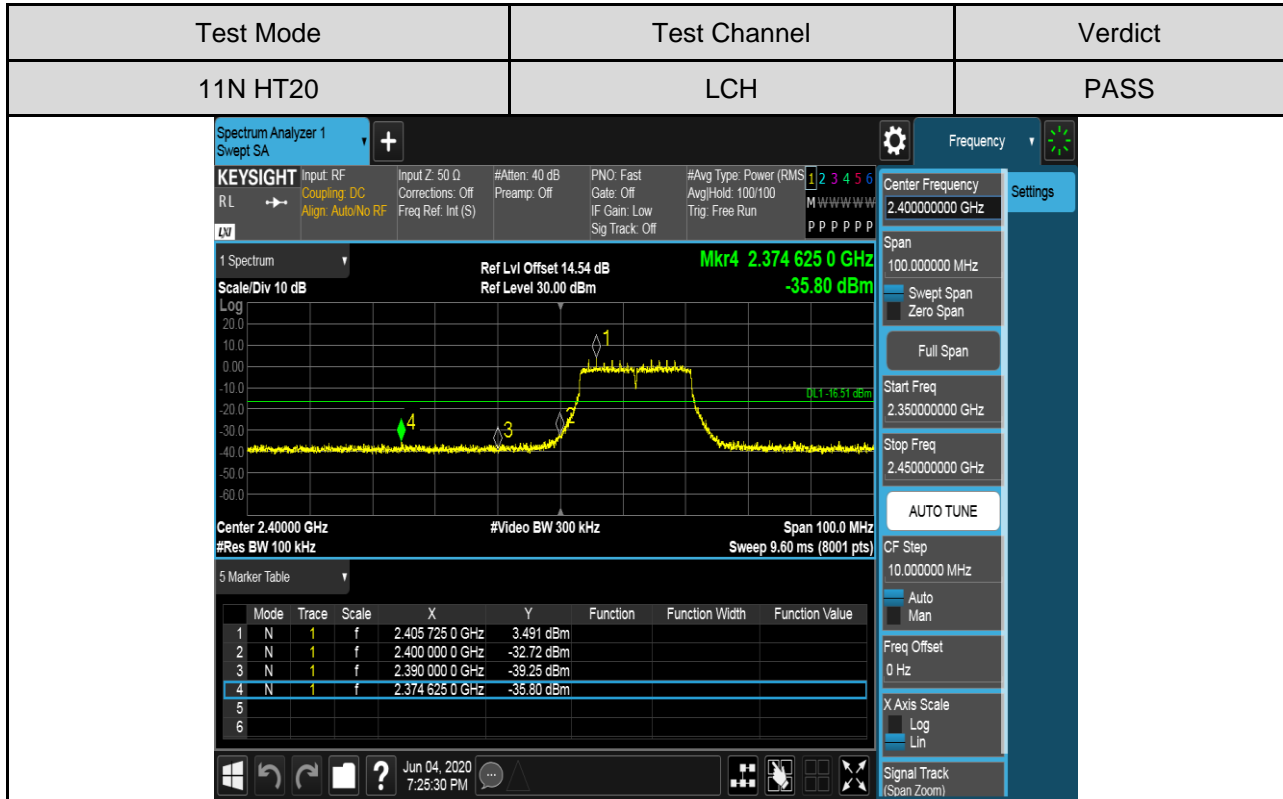 Test Mode Test Channel Verdict
11N HT20 LCH PASS
Spectrum Analyzer 1
Swept SA
+
Frequency
KEYSIGHT Input: RF Input Z: 50 Ω #Atten: 40 dB PNO: Fast #Avg Type: Power (RMS 1 2 3 4 5 6
RL Coupling: DC Corrections: Off Preamp: Off Gate: Off Avg|Hold: 100/100 M W W W W W
Align: Auto/No RF Freq Ref: Int (S) IF Gain: Low Trig: Free Run
LXI Sig Track: Off P P P P P P
1 Spectrum Ref Lvl Offset 14.54 dB Mkr4 2.374 625 0 GHz
Scale/Div 10 dB Ref Level 30.00 dBm -35.80 dBm
Log
20.0
10.0
0.00
-10.0
-20.0
-30.0
-40.0
-50.0
-60.0
1
DL1 -16.51 dBm
4
3
2
Center 2.40000 GHz #Video BW 300 kHz Span 100.0 MHz
#Res BW 100 kHz Sweep 9.60 ms (8001 pts)
5 Marker Table
Mode Trace Scale X Y Function Function Width Function Value
1 N 1 f 2.405 725 0 GHz 3.491 dBm
2 N 1 f 2.400 000 0 GHz -32.72 dBm
3 N 1 f 2.390 000 0 GHz -39.25 dBm
4 N 1 f 2.374 625 0 GHz -35.80 dBm
5
6
?
Jun 04, 2020
7:25:30 PM
Center Frequency
2.400000000 GHz
Settings
Span
100.000000 MHz
Swept Span
Zero Span
Full Span
Start Freq
2.350000000 GHz
Stop Freq
2.450000000 GHz
AUTO TUNE
CF Step
10.000000 MHz
Auto
Man
Freq Offset
0 Hz
X Axis Scale
Log
Lin
Signal Track
(Span Zoom)